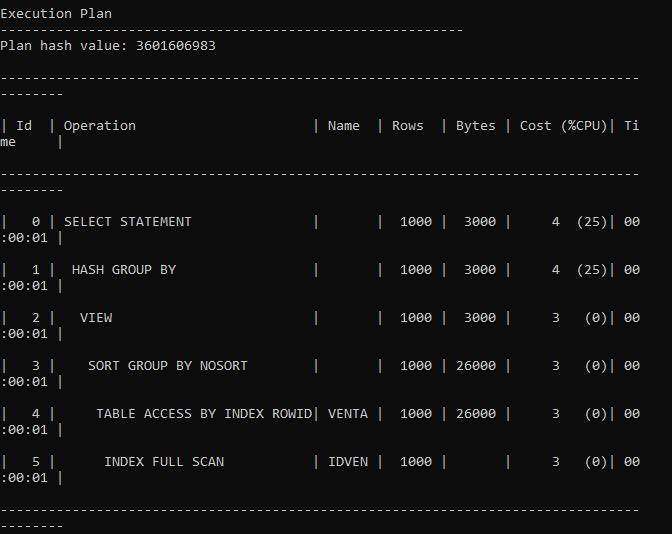 Execution Plan
----------------------------------------------------------
Plan hash value: 3601606983
--------------------------------------------------------------------------------
--------
| Id  | Operation                      | Name  | Rows  | Bytes | Cost (%CPU)| Ti
me     |
--------------------------------------------------------------------------------
--------
|   0 | SELECT STATEMENT               |       |  1000 |  3000 |     4  (25)| 00
:00:01 |
|   1 |  HASH GROUP BY                 |       |  1000 |  3000 |     4  (25)| 00
:00:01 |
|   2 |   VIEW                         |       |  1000 |  3000 |     3   (0)| 00
:00:01 |
|   3 |    SORT GROUP BY NOSORT        |       |  1000 | 26000 |     3   (0)| 00
:00:01 |
|   4 |     TABLE ACCESS BY INDEX ROWID| VENTA |  1000 | 26000 |     3   (0)| 00
:00:01 |
|   5 |      INDEX FULL SCAN           | IDVEN |  1000 |       |     3   (0)| 00
:00:01 |
--------------------------------------------------------------------------------
--------